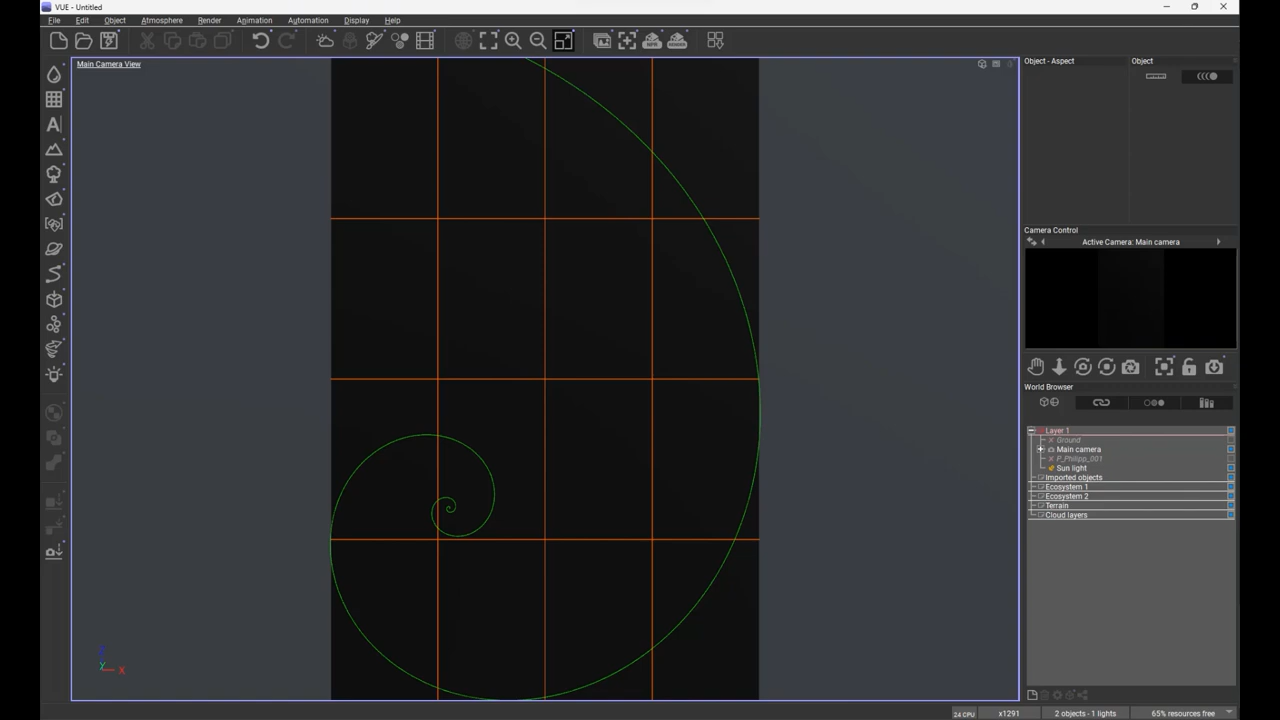 VUE - Untitled
File Edit Object Atmosphere Render Animation Automation Display Help
Main Camera View
Object - Aspect
Object
Camera Control
Active Camera: Main camera
World Browser
Layer 1
Ground
Main camera
P_Philipp_001
Sun light
Imported objects
Ecosystem 1
Ecosystem 2
Terrain
Cloud layers
Y X
24 CPU x1291 2 objects - 1 lights 65% resources free